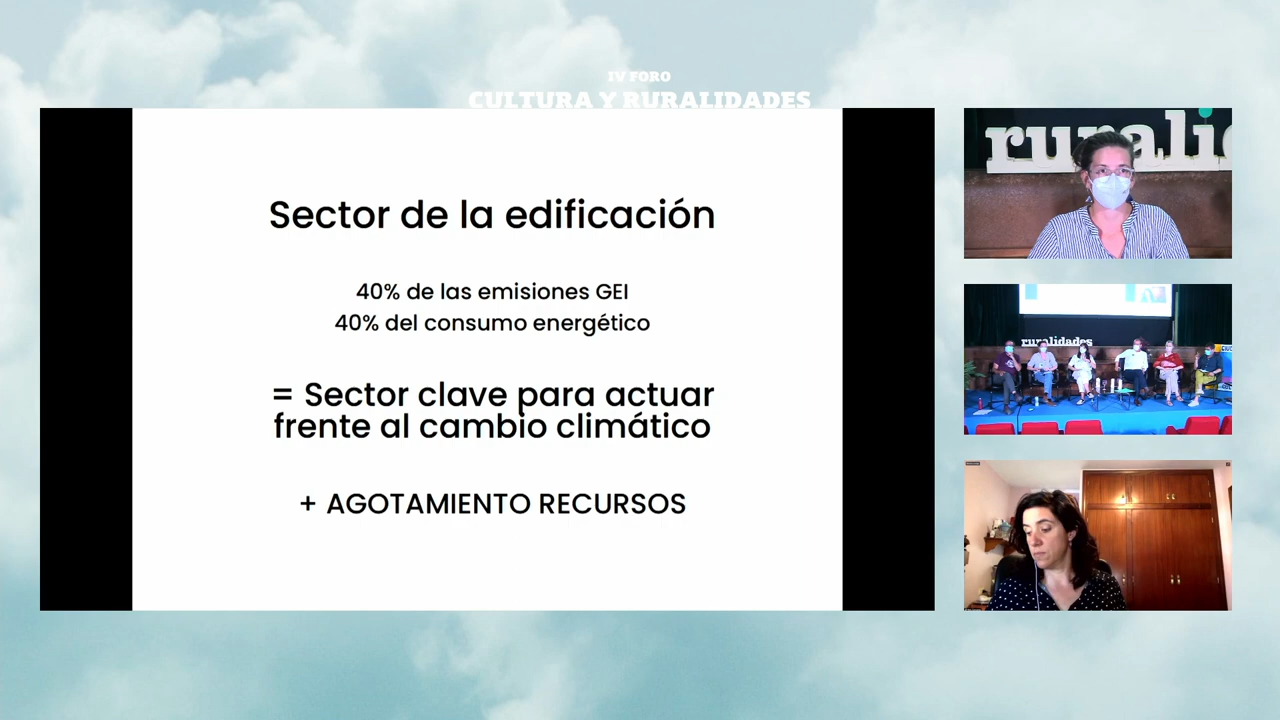 IV FORO
CULTURA Y RURALIDADES
Sector de la edificación
40% de las emisiones GEI
40% del consumo energético
= Sector clave para actuar
frente al cambio climático
+ AGOTAMIENTO RECURSOS
ruralid
ruralidades